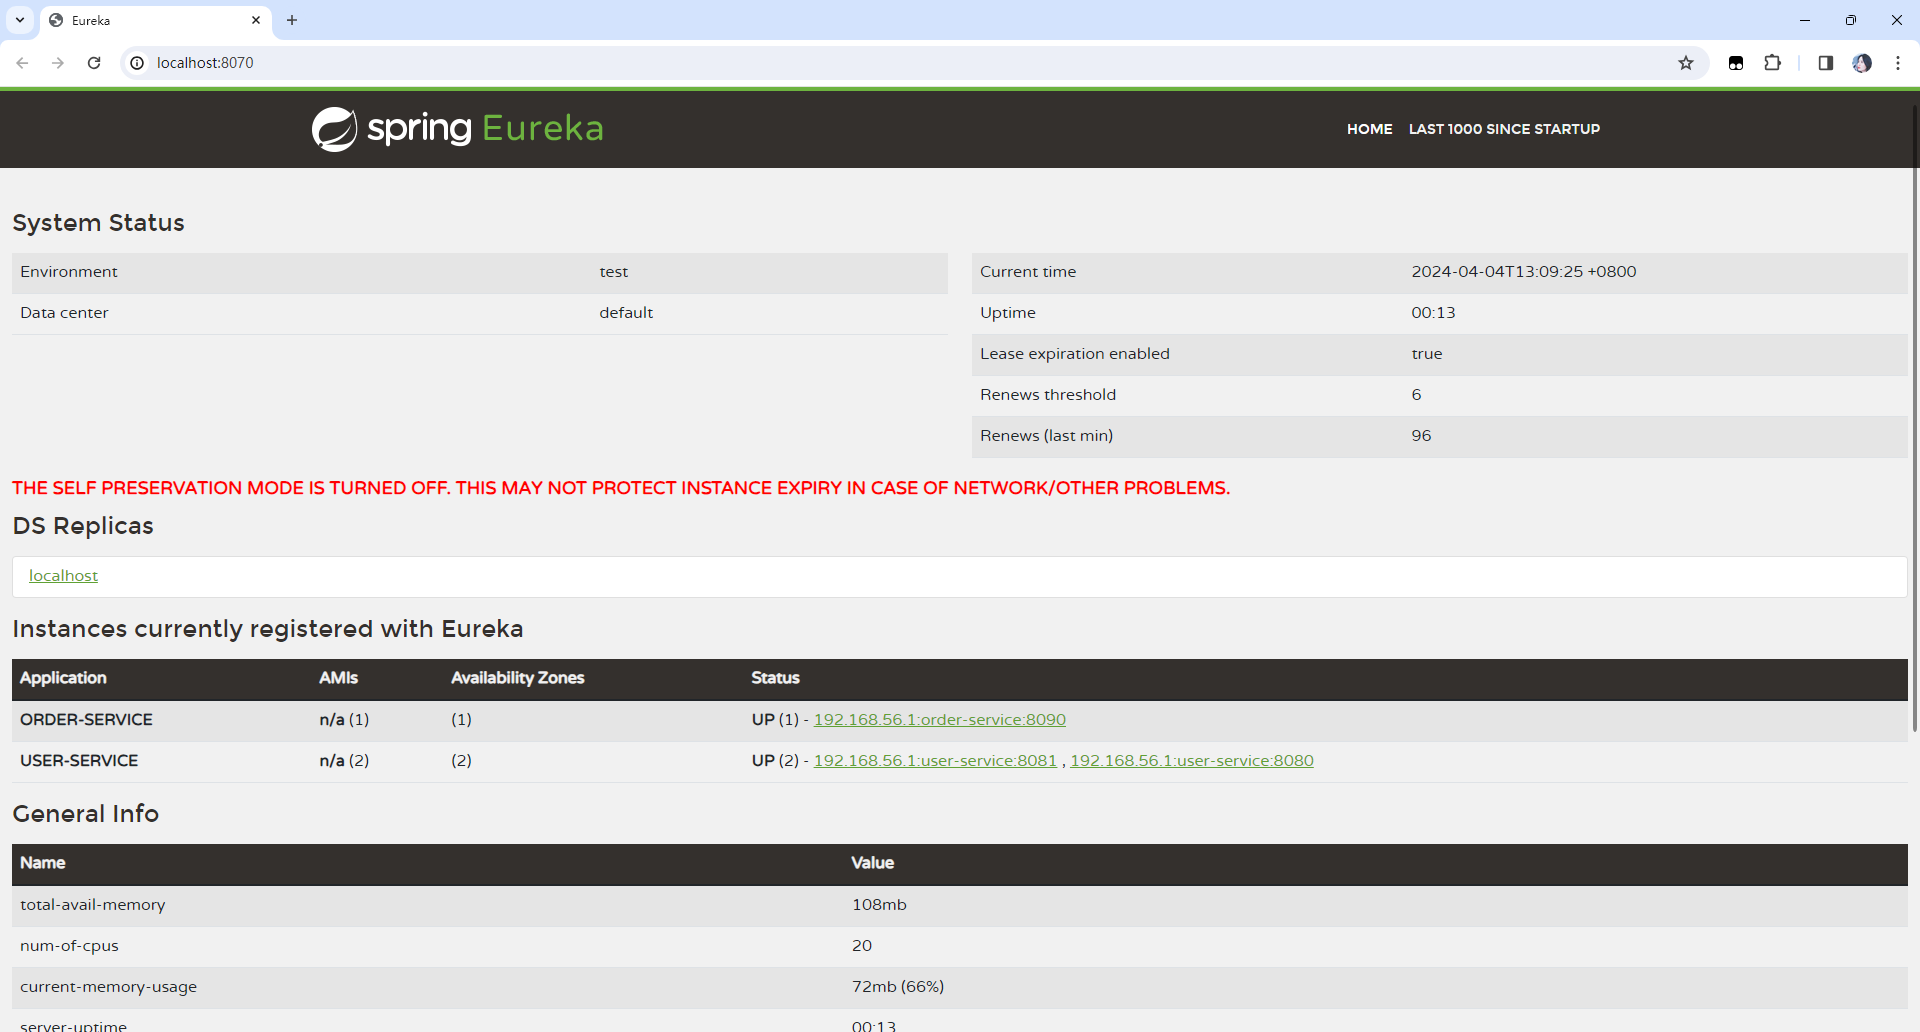 Eureka
localhost:8070
spring Eureka
HOME LAST 1000 SINCE STARTUP
System Status
Environment test
Data center default
Current time 2024-04-04T13:09:25 +0800
Uptime 00:13
Lease expiration enabled true
Renews threshold 6
Renews (last min) 96
THE SELF PRESERVATION MODE IS TURNED OFF. THIS MAY NOT PROTECT INSTANCE EXPIRY IN CASE OF NETWORK/OTHER PROBLEMS.
DS Replicas
localhost
Instances currently registered with Eureka
Application AMIs Availability Zones Status
ORDER-SERVICE n/a (1) (1) UP (1) - 192.168.56.1:order-service:8090
USER-SERVICE n/a (2) (2) UP (2) - 192.168.56.1:user-service:8081 , 192.168.56.1:user-service:8080
General Info
Name Value
total-avail-memory 108mb
num-of-cpus 20
current-memory-usage 72mb (66%)
server-uptime 00:13